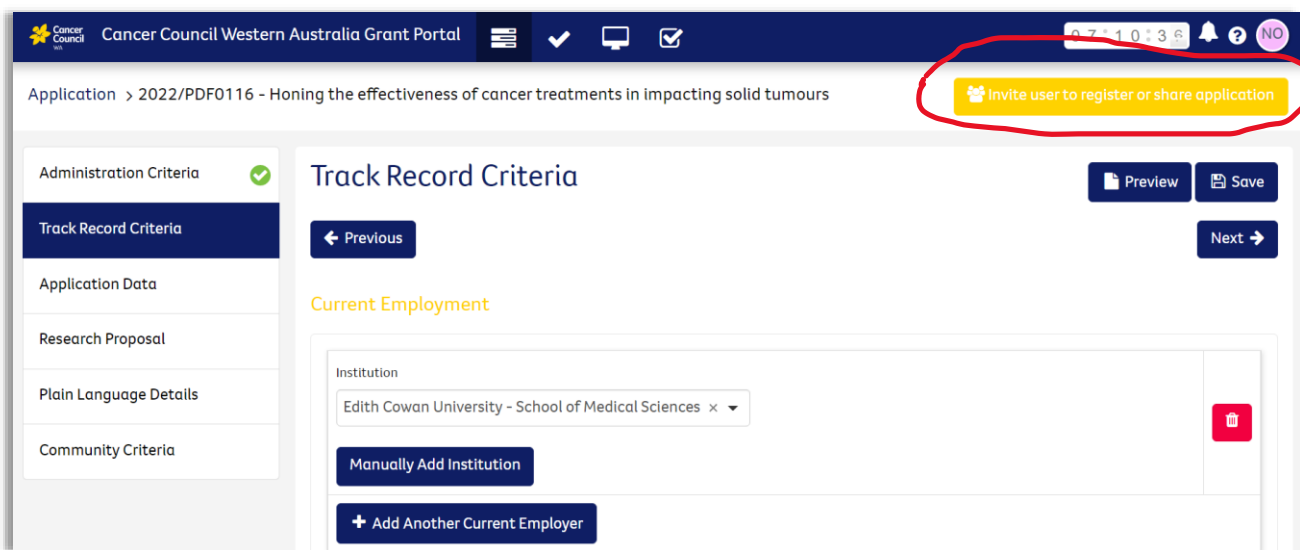 Cancer
Council
WA
Cancer Council Western Australia Grant Portal
07:10:36
NO
Application > 2022/PDF0116 - Honing the effectiveness of cancer treatments in impacting solid tumours
Invite user to register or share application
Administration Criteria
Track Record Criteria
Application Data
Research Proposal
Plain Language Details
Community Criteria
Track Record Criteria
Preview
Save
Previous
Next
Current Employment
Institution
Edith Cowan University - School of Medical Sciences ×
Manually Add Institution
+ Add Another Current Employer